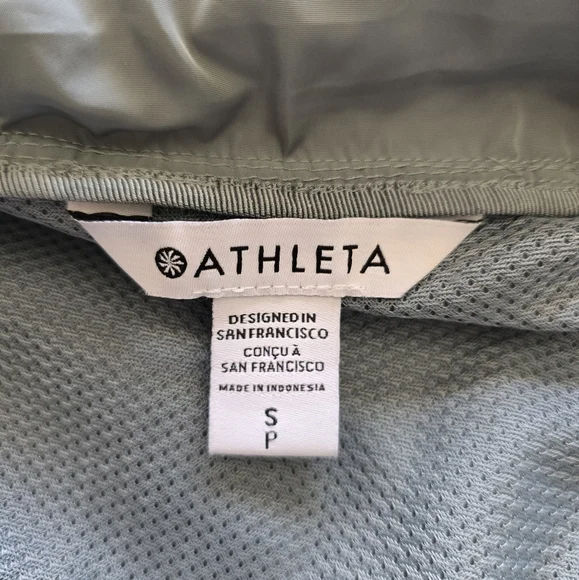 ATHLETA
DESIGNED IN
SAN FRANCISCO
CONÇU À
SAN FRANCISCO
MADE IN INDONESIA
S
P